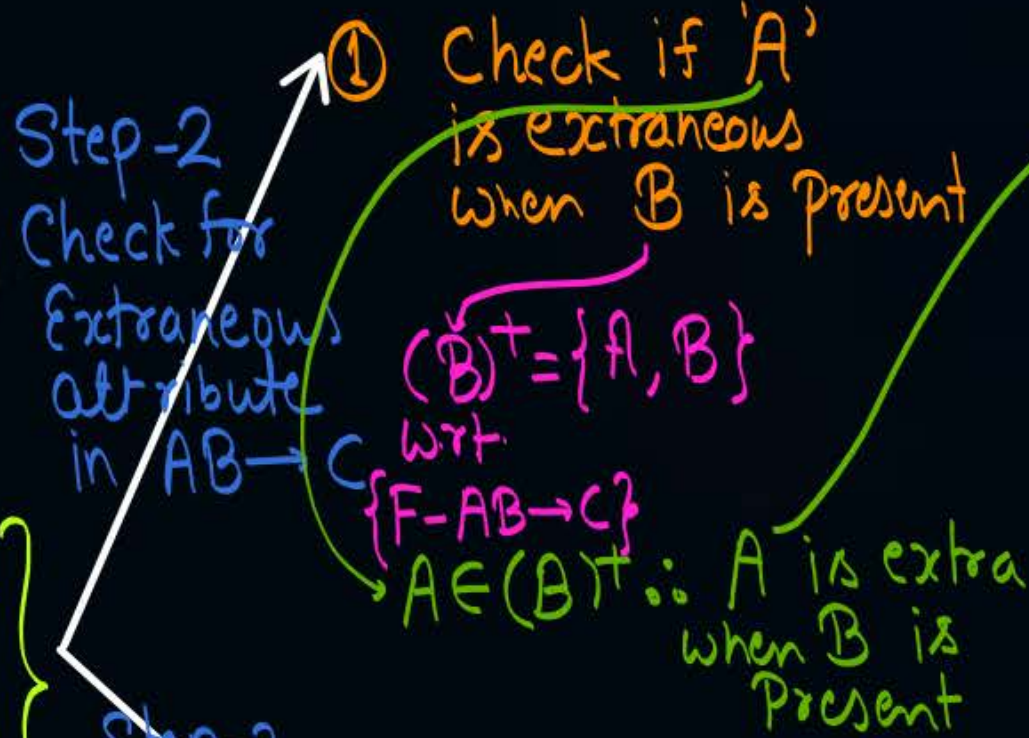 ① Check if 'A'
is extraneous
when B is present
Step-2
Check for
Extraneous
attribute
in AB→C
(B)⁺={A, B}
w.r.t.
{F-AB→C}
A∈(B)⁺ ∴ A is extra
when B is
Present